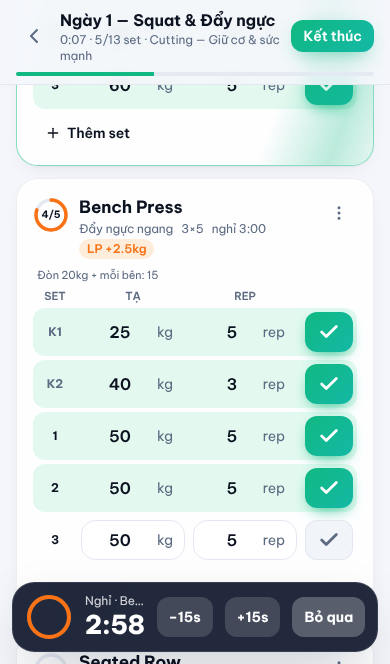 Ngày 1 — Squat & Đẩy ngực
0:07 · 5/13 set · Cutting — Giữ cơ & sức
mạnh
Kết thúc
3 60 kg 5 rep
+ Thêm set
4/5
Bench Press
Đẩy ngực ngang 3×5 nghỉ 3:00
LP +2.5kg
Đòn 20kg + mỗi bên: 15
SET TẠ REP
K1 25 kg 5 rep
K2 40 kg 3 rep
1 50 kg 5 rep
2 50 kg 5 rep
3 50 kg 5 rep
Nghỉ · Be...
2:58
-15s
+15s
Bỏ qua
Seated Row